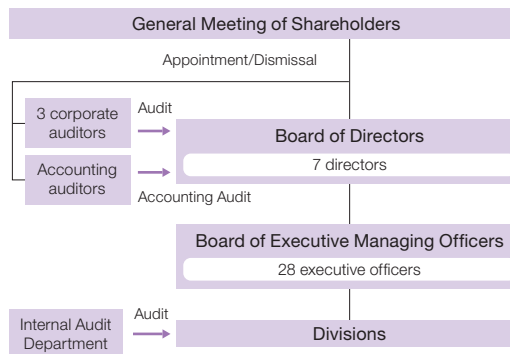 General Meeting of Shareholders
Appointment/Dismissal
3 corporate
auditors
Audit
Board of Directors
7 directors
Accounting
auditors
Accounting Audit
Board of Executive Managing Officers
28 executive officers
Internal Audit
Department
Audit
Divisions